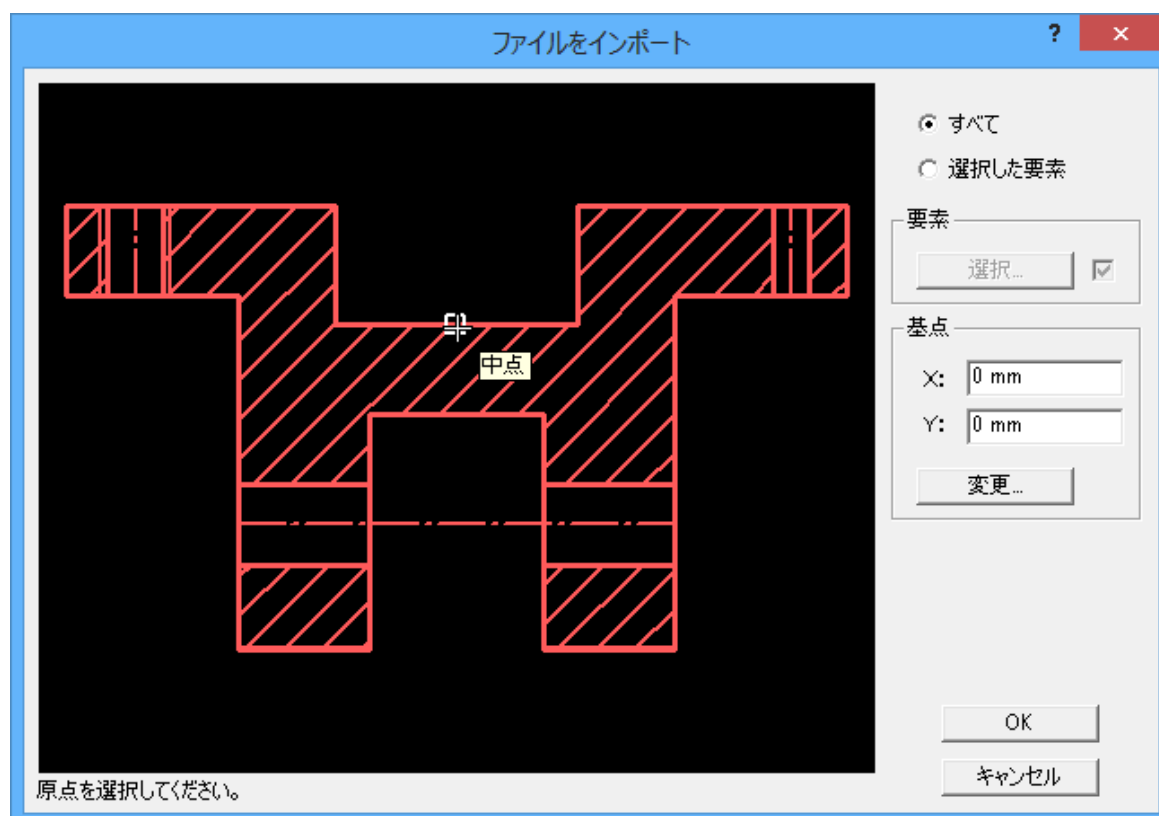 ファイルをインポート
?
×
すべて
選択した要素
要素
選択...
中点
基点
X: 0 mm
Y: 0 mm
変更...
OK
キャンセル
原点を選択してください。